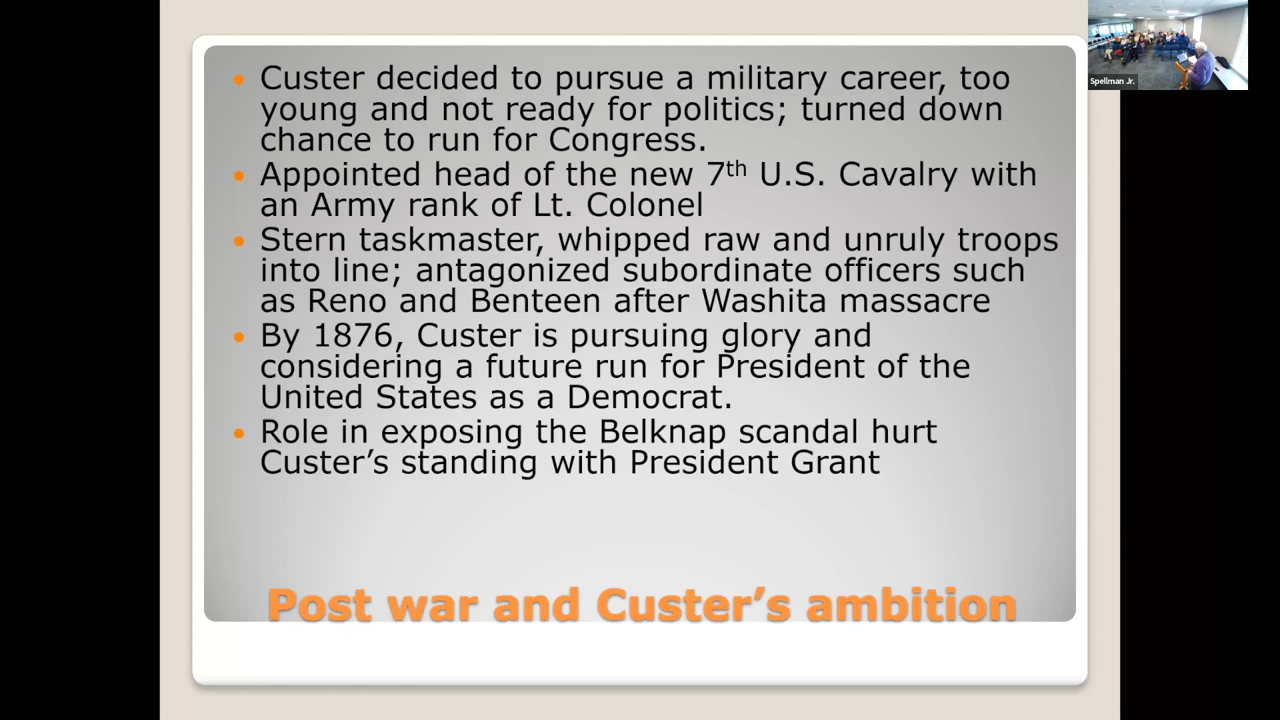 Custer decided to pursue a military career, too
young and not ready for politics; turned down
chance to run for Congress.
Appointed head of the new 7th U.S. Cavalry with
an Army rank of Lt. Colonel
Stern taskmaster, whipped raw and unruly troops
into line; antagonized subordinate officers such
as Reno and Benteen after Washita massacre
By 1876, Custer is pursuing glory and
considering a future run for President of the
United States as a Democrat.
Role in exposing the Belknap scandal hurt
Custer’s standing with President Grant
Post war and Custer’s ambition
Spellman Jr.